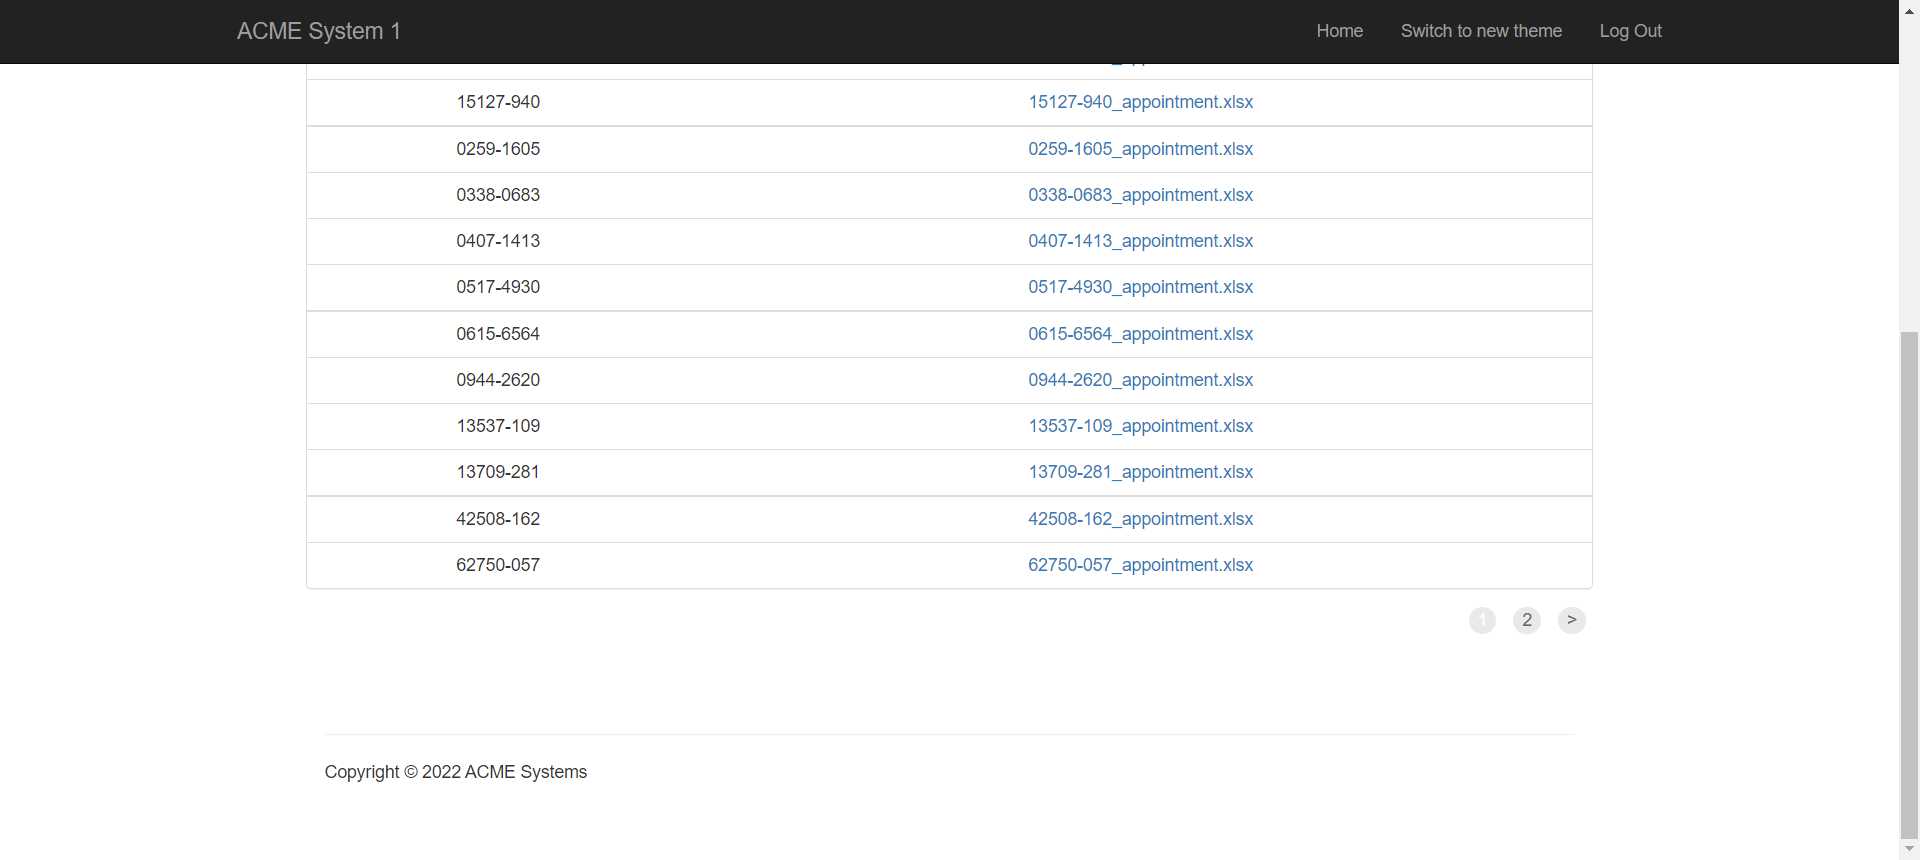 ACME System 1 Home Switch to new theme Log Out
15127-940 15127-940_appointment.xlsx
0259-1605 0259-1605_appointment.xlsx
0338-0683 0338-0683_appointment.xlsx
0407-1413 0407-1413_appointment.xlsx
0517-4930 0517-4930_appointment.xlsx
0615-6564 0615-6564_appointment.xlsx
0944-2620 0944-2620_appointment.xlsx
13537-109 13537-109_appointment.xlsx
13709-281 13709-281_appointment.xlsx
42508-162 42508-162_appointment.xlsx
62750-057 62750-057_appointment.xlsx
1 2 >
Copyright © 2022 ACME Systems